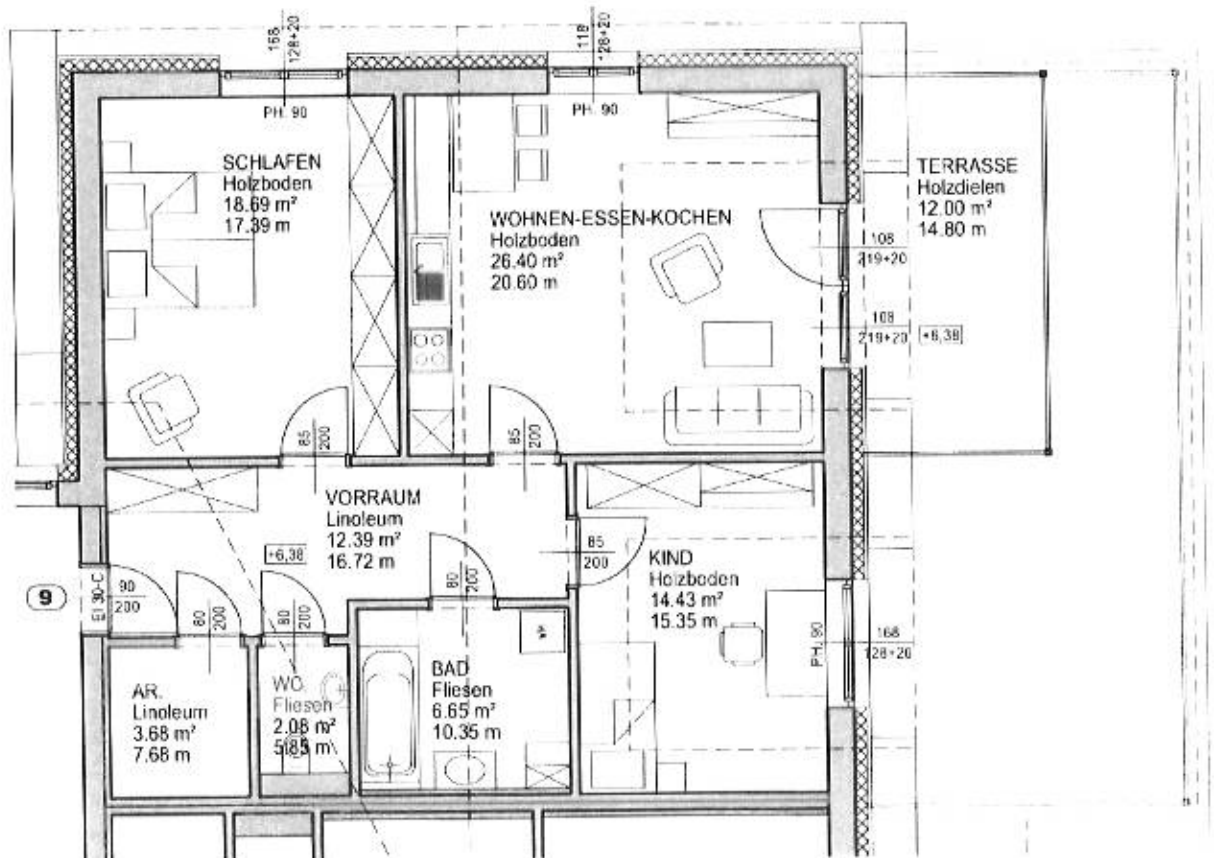 168
128+20
118
128+20
PH. 90
PH. 90
SCHLAFEN
Holzboden
18.69 m²
17.39 m
WOHNEN-ESSEN-KOCHEN
Holzboden
26.40 m²
20.60 m
TERRASSE
Holzdielen
12.00 m²
14.80 m
108
219+20
108
219+20
+6,38
85
200
85
200
VORRAUM
Linoleum
12.39 m²
16.72 m
+6,38
85
200
KIND
Holzboden
14.43 m²
15.35 m
9
EI 30-C
90
200
80
200
80
200
80
200
PH. 90
168
128+20
AR.
Linoleum
3.68 m²
7.68 m
WC
Fliesen
2.08 m²
5.85 m
BAD
Fliesen
6.65 m²
10.35 m